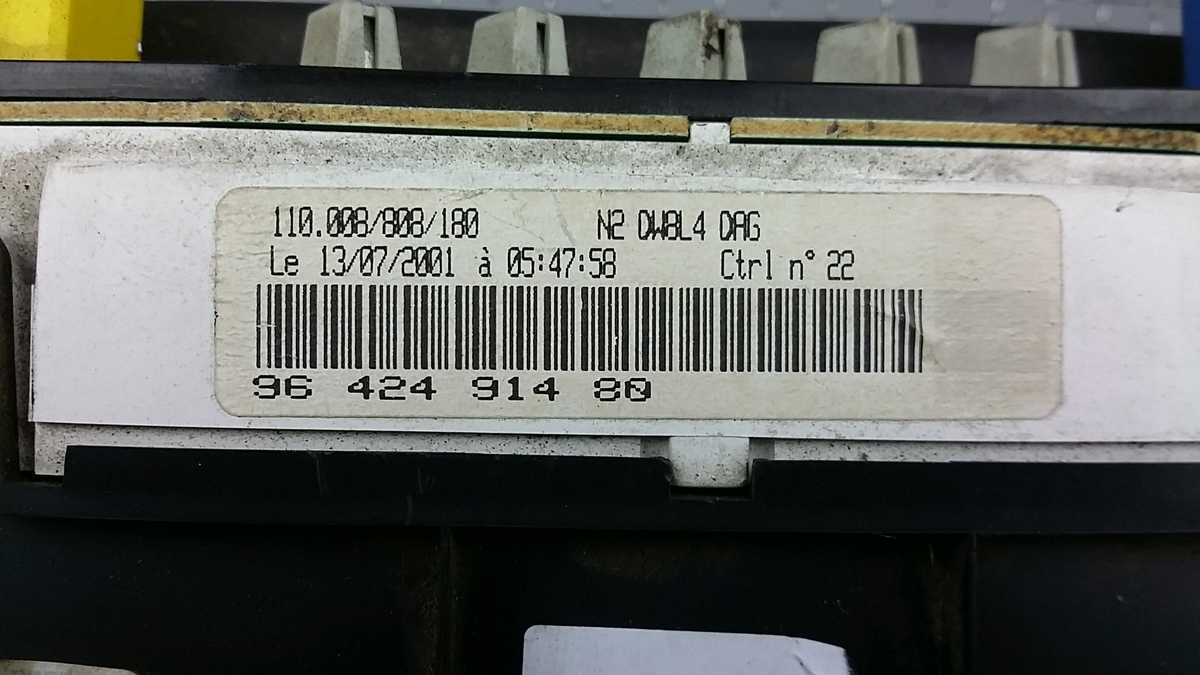 110.008/808/180 N2 DW8L4 DAG
Le 13/07/2001 à 05:47:58 Ctrl n° 22
96 424 914 80